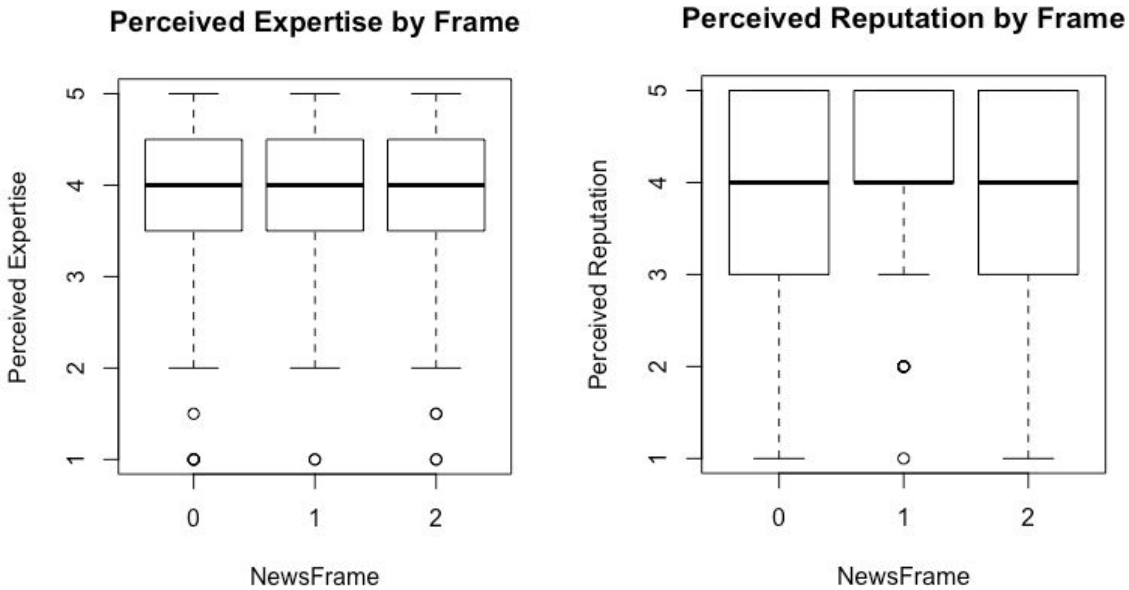 Perceived Expertise by Frame
Perceived Expertise
5
4
3
2
1
0 1 2
NewsFrame
Perceived Reputation by Frame
Perceived Reputation
5
4
3
2
1
0 1 2
NewsFrame